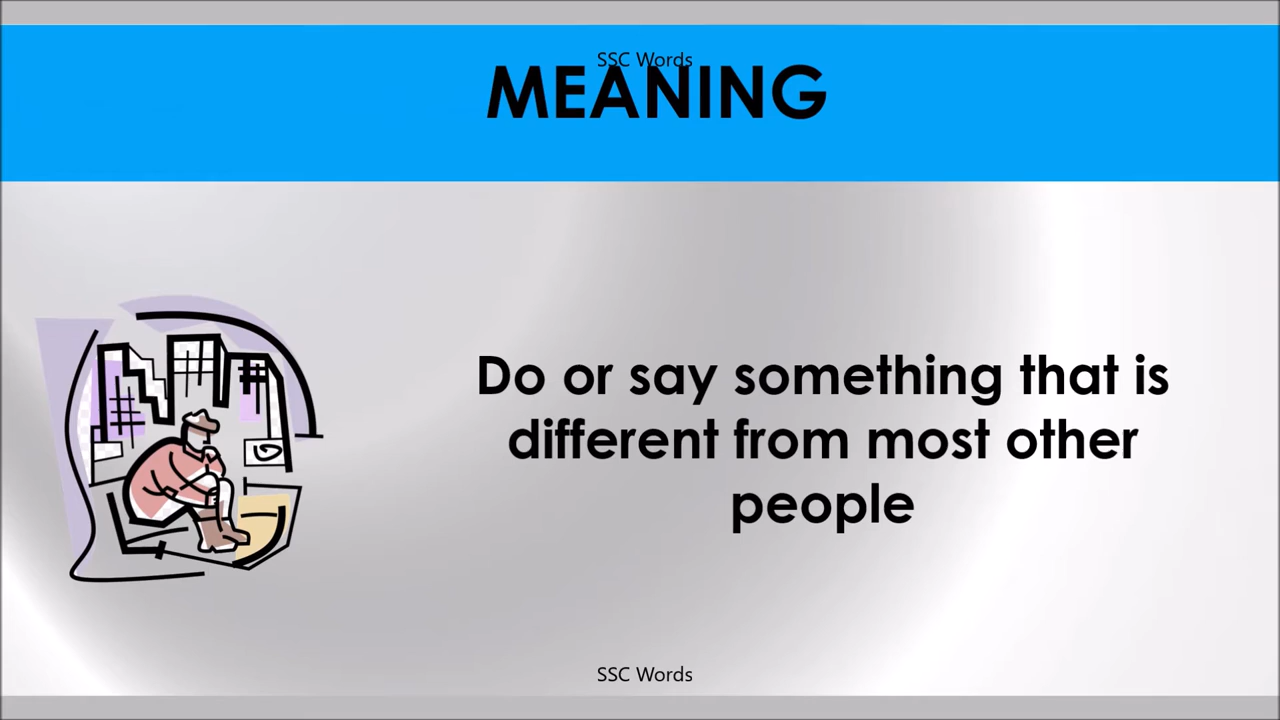 SSC Words
MEANING
Do or say something that is
different from most other
people
SSC Words